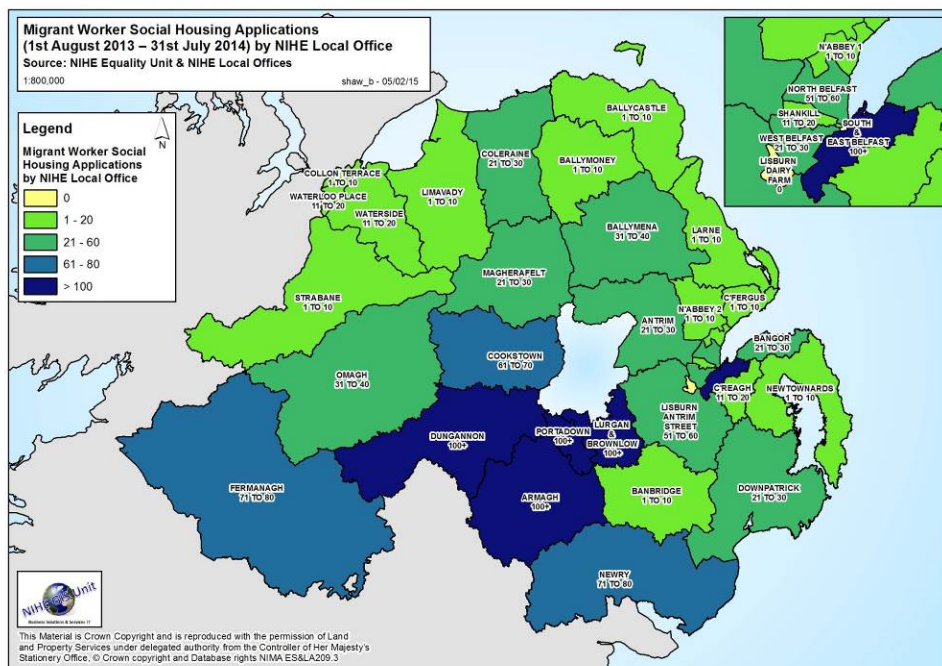 Migrant Worker Social Housing Applications
(1st August 2013 – 31st July 2014) by NIHE Local Office
Source: NIHE Equality Unit & NIHE Local Offices
1:800,000
shaw_b - 05/02/15
Legend
N
Migrant Worker Social
Housing Applications
by NIHE Local Office
0
1 - 20
21 - 60
61 - 80
> 100
N'ABBEY 1
1 TO 10
NORTH BELFAST
51 TO 60
SHANKILL
11 TO 20
SOUTH
&
EAST BELFAST
100+
WEST BELFAST
21 TO 30
LISBURN
DAIRY
FARM
0
BALLYCASTLE
1 TO 10
COLERAINE
21 TO 30
BALLYMONEY
1 TO 10
COLLON TERRACE
1 TO 10
LIMAVADY
1 TO 10
WATERLOO PLACE
11 TO 20
WATERSIDE
11 TO 20
BALLYMENA
31 TO 40
LARNE
1 TO 10
MAGHERAFELT
21 TO 30
STRABANE
1 TO 10
N'ABBEY 2
1 TO 10
C'FERGUS
1 TO 10
ANTRIM
21 TO 30
BANGOR
21 TO 30
COOKSTOWN
61 TO 70
OMAGH
31 TO 40
C'REAGH
11 TO 20
NEWTOWNARDS
1 TO 10
LISBURN
ANTRIM
STREET
51 TO 60
DUNGANNON
100+
PORTADOWN
100+
LURGAN
&
BROWNLOW
100+
FERMANAGH
71 TO 80
ARMAGH
100+
BANBRIDGE
1 TO 10
DOWNPATRICK
21 TO 30
NEWRY
71 TO 80
NIHE GIS Unit
Business Solutions & Services IT
This Material is Crown Copyright and is reproduced with the permission of Land
and Property Services under delegated authority from the Controller of Her Majesty's
Stationery Office, © Crown copyright and Database rights NIMA ES&LA209.3